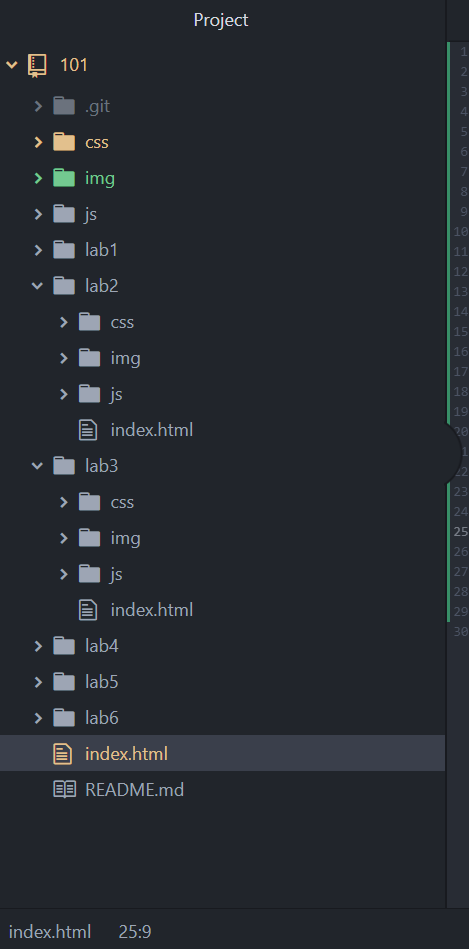 Project
101
.git
css
img
js
lab1
lab2
css
img
js
index.html
lab3
css
img
js
index.html
lab4
lab5
lab6
index.html
README.md
1
2
3
4
5
6
7
8
9
10
11
12
13
14
15
16
17
18
19
20
22
23
24
25
26
27
28
29
30
index.html 25:9